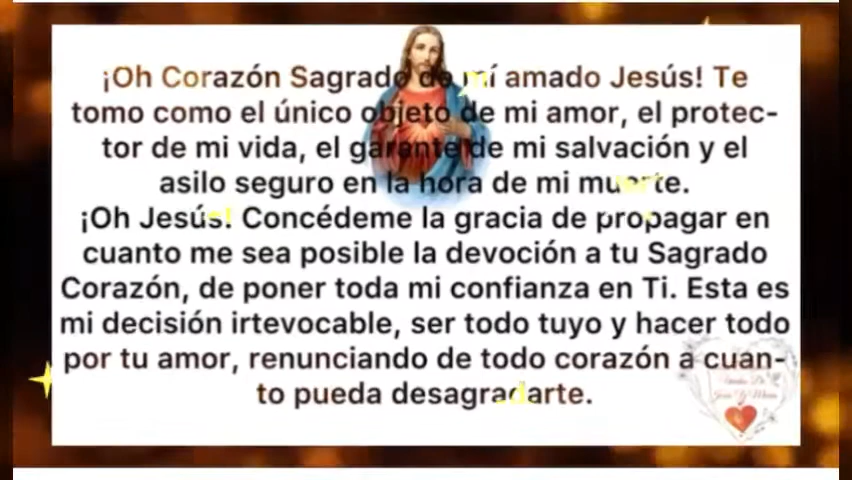 ¡Oh Corazón Sagrado de mí amado Jesús! Te
tomo como el único objeto de mi amor, el protec-
tor de mi vida, el garante de mi salvación y el
asilo seguro en la hora de mi muerte.
¡Oh Jesús! Concédeme la gracia de propagar en
cuanto me sea posible la devoción a tu Sagrado
Corazón, de poner toda mi confianza en Ti. Esta es
mi decisión irtevocable, ser todo tuyo y hacer todo
por tu amor, renunciando de todo corazón a cuan-
to pueda desagradarte.